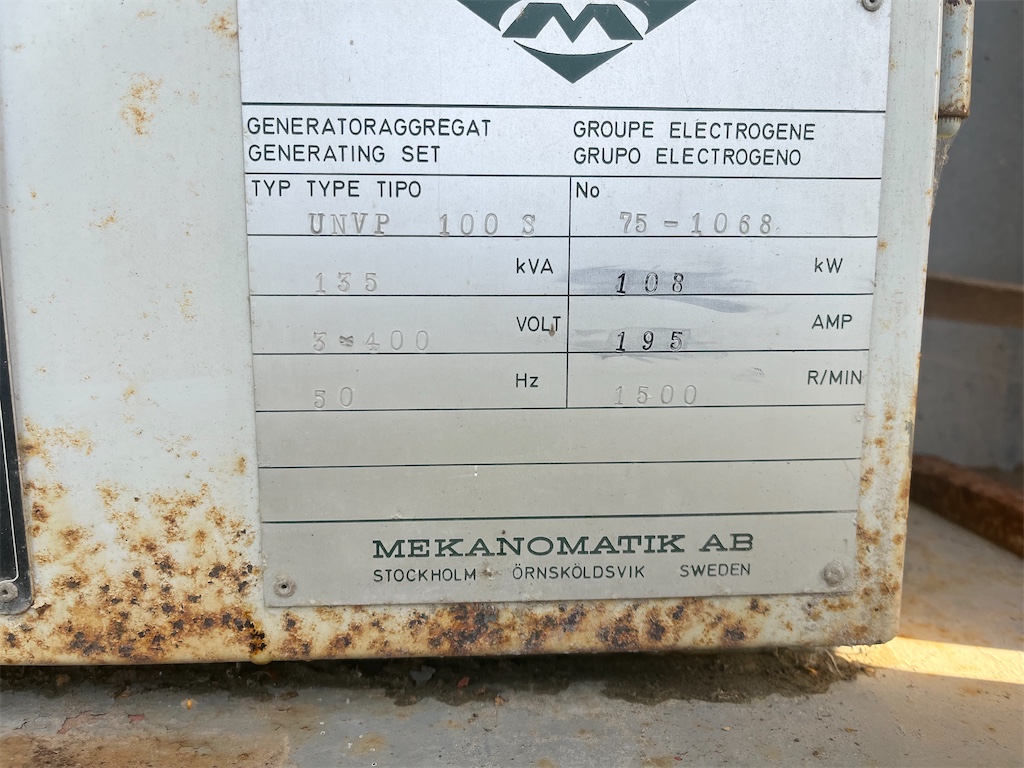 M
GENERATORAGGREGAT GROUPE ELECTROGENE
GENERATING SET GRUPO ELECTROGENO
TYP TYPE TIPO No
UNVP 100 S 75-1068
135 kVA 108 kW
3×400 VOLT 195 AMP
50 Hz 1500 R/MIN
MEKANOMATIK AB
STOCKHOLM ÖRNSKÖLDSVIK SWEDEN